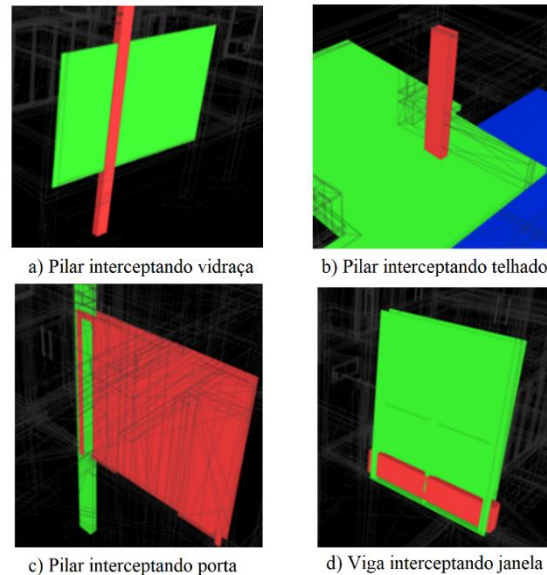 a) Pilar interceptando vidraça
b) Pilar interceptando telhado
c) Pilar interceptando porta
d) Viga interceptando janela